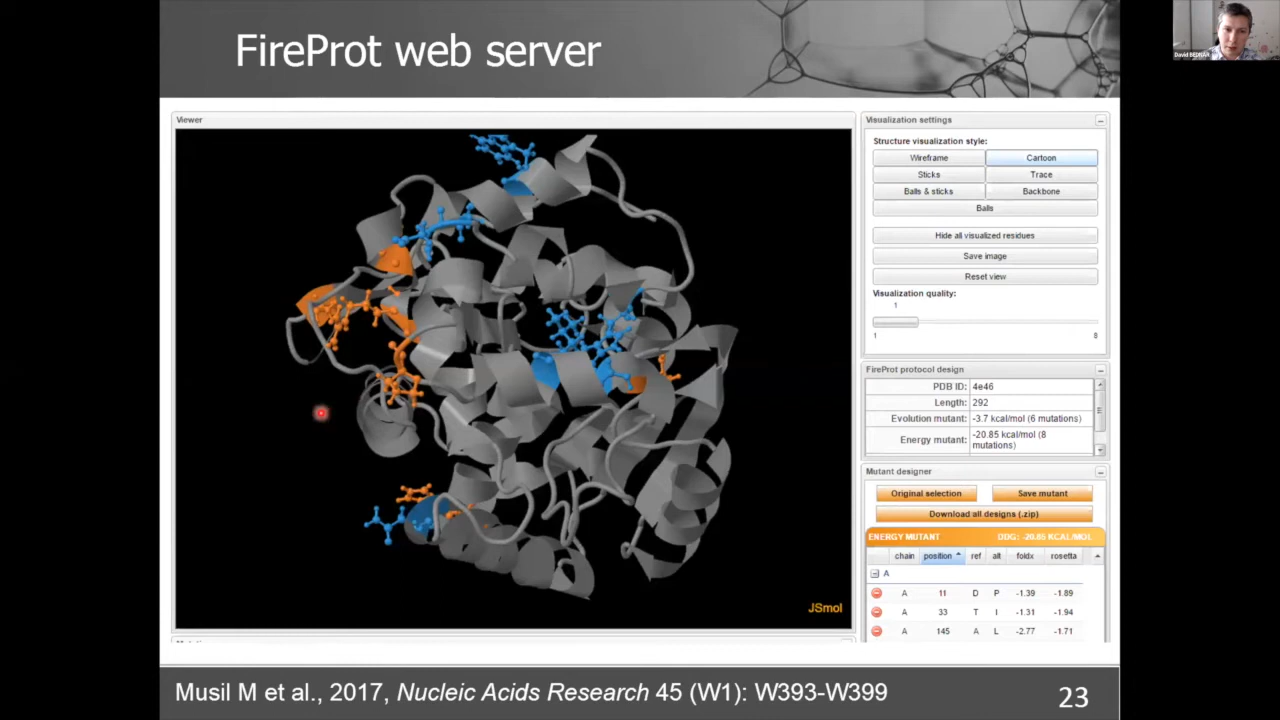 FireProt web server
David BEDNAR
Viewer
JSmol
Visualization settings
Structure visualization style:
Wireframe Cartoon
Sticks Trace
Balls & sticks Backbone
Balls
Hide all visualized residues
Save image
Reset view
Visualization quality:
1
1 8
FireProt protocol design
PDB ID: 4e46
Length: 292
Evolution mutant: -3.7 kcal/mol (6 mutations)
Energy mutant: -20.85 kcal/mol (8
mutations)
Mutant designer
Original selection Save mutant
Download all designs (.zip)
ENERGY MUTANT DDG: -20.85 KCAL/MOL
chain position ref alt foldx rosetta
A
A 11 D P -1.39 -1.89
A 33 T I -1.31 -1.94
A 145 A L -2.77 -1.71
Musil M et al., 2017, Nucleic Acids Research 45 (W1): W393-W399
23